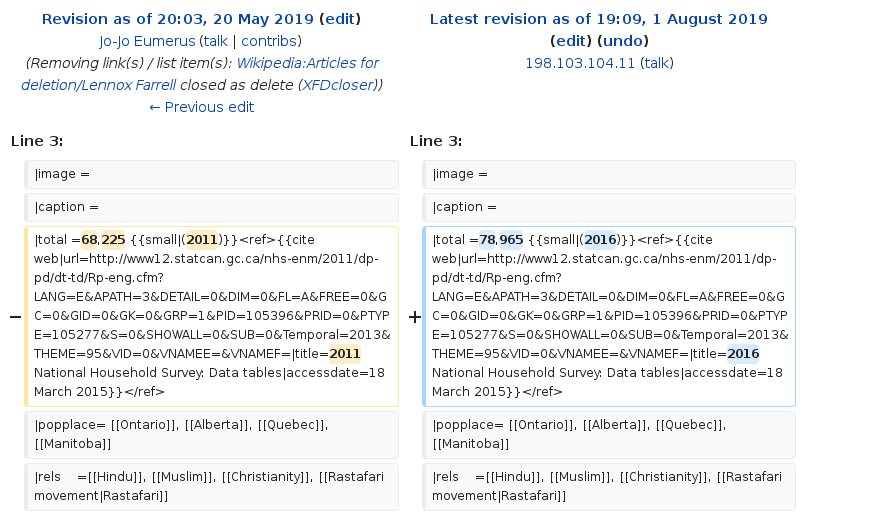 Revision as of 20:03, 20 May 2019 (edit)
Jo-Jo Eumerus (talk | contribs)
(Removing link(s) / list item(s): Wikipedia:Articles for
deletion/Lennox Farrell closed as delete (XFDcloser))
← Previous edit
Latest revision as of 19:09, 1 August 2019
(edit) (undo)
198.103.104.11 (talk)
Line 3:
Line 3:
|image =
|image =
|caption =
|caption =
− |total =68,225 {{small|(2011)}}<ref>{{cite
web|url=http://www12.statcan.gc.ca/nhs-enm/2011/dp-
pd/dt-td/Rp-eng.cfm?
LANG=E&APATH=3&DETAIL=0&DIM=0&FL=A&FREE=0&G
C=0&GID=0&GK=0&GRP=1&PID=105396&PRID=0&PTYP
E=105277&S=0&SHOWALL=0&SUB=0&Temporal=2013&
THEME=95&VID=0&VNAMEE=&VNAMEF=|title=2011
National Household Survey: Data tables|accessdate=18
March 2015}}</ref>
+ |total =78,965 {{small|(2016)}}<ref>{{cite
web|url=http://www12.statcan.gc.ca/nhs-enm/2011/dp-
pd/dt-td/Rp-eng.cfm?
LANG=E&APATH=3&DETAIL=0&DIM=0&FL=A&FREE=0&G
C=0&GID=0&GK=0&GRP=1&PID=105396&PRID=0&PTYP
E=105277&S=0&SHOWALL=0&SUB=0&Temporal=2013&
THEME=95&VID=0&VNAMEE=&VNAMEF=|title=2016
National Household Survey: Data tables|accessdate=18
March 2015}}</ref>
|popplace= [[Ontario]], [[Alberta]], [[Quebec]],
[[Manitoba]]
|popplace= [[Ontario]], [[Alberta]], [[Quebec]],
[[Manitoba]]
|rels =[[Hindu]], [[Muslim]], [[Christianity]], [[Rastafari
movement|Rastafari]]
|rels =[[Hindu]], [[Muslim]], [[Christianity]], [[Rastafari
movement|Rastafari]]